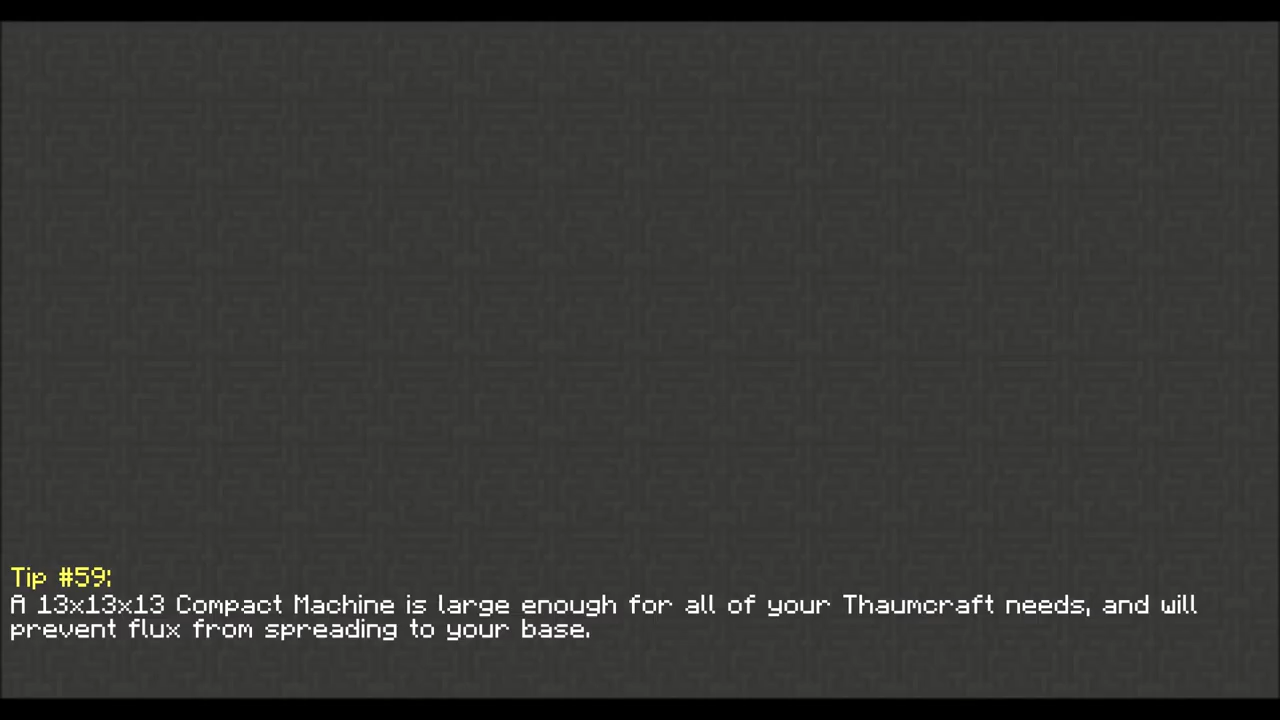 Tip #59:
A 13x13x13 Compact Machine is large enough for all of your Thaumcraft needs, and will
prevent flux from spreading to your base.